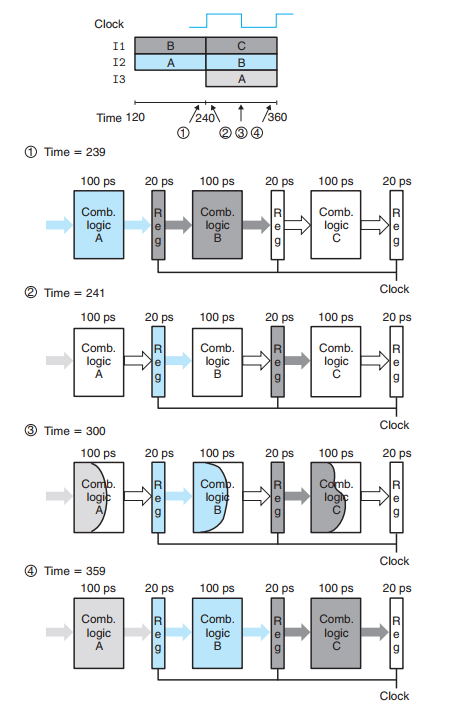 Clock
I1 B C
I2 A B
I3 A
Time 120 240 360
① ② ③ ④
① Time = 239
100 ps 20 ps 100 ps 20 ps 100 ps 20 ps
Comb. logic A Reg Comb. logic B Reg Comb. logic C Reg
Clock
② Time = 241
100 ps 20 ps 100 ps 20 ps 100 ps 20 ps
Comb. logic A Reg Comb. logic B Reg Comb. logic C Reg
Clock
③ Time = 300
100 ps 20 ps 100 ps 20 ps 100 ps 20 ps
Comb. logic A Reg Comb. logic B Reg Comb. logic C Reg
Clock
④ Time = 359
100 ps 20 ps 100 ps 20 ps 100 ps 20 ps
Comb. logic A Reg Comb. logic B Reg Comb. logic C Reg
Clock